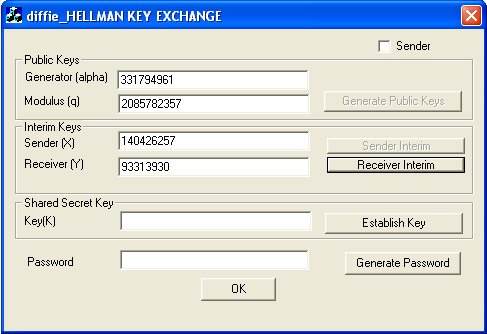 diffie_HELLMAN KEY EXCHANGE
Sender
Public Keys
Generator (alpha) 331794961
Modulus (q) 2085782357 Generate Public Keys
Interim Keys
Sender (X) 140426257 Sender Interim
Receiver (Y) 93313930 Receiver Interim
Shared Secret Key
Key(K) Establish Key
Password Generate Password
OK